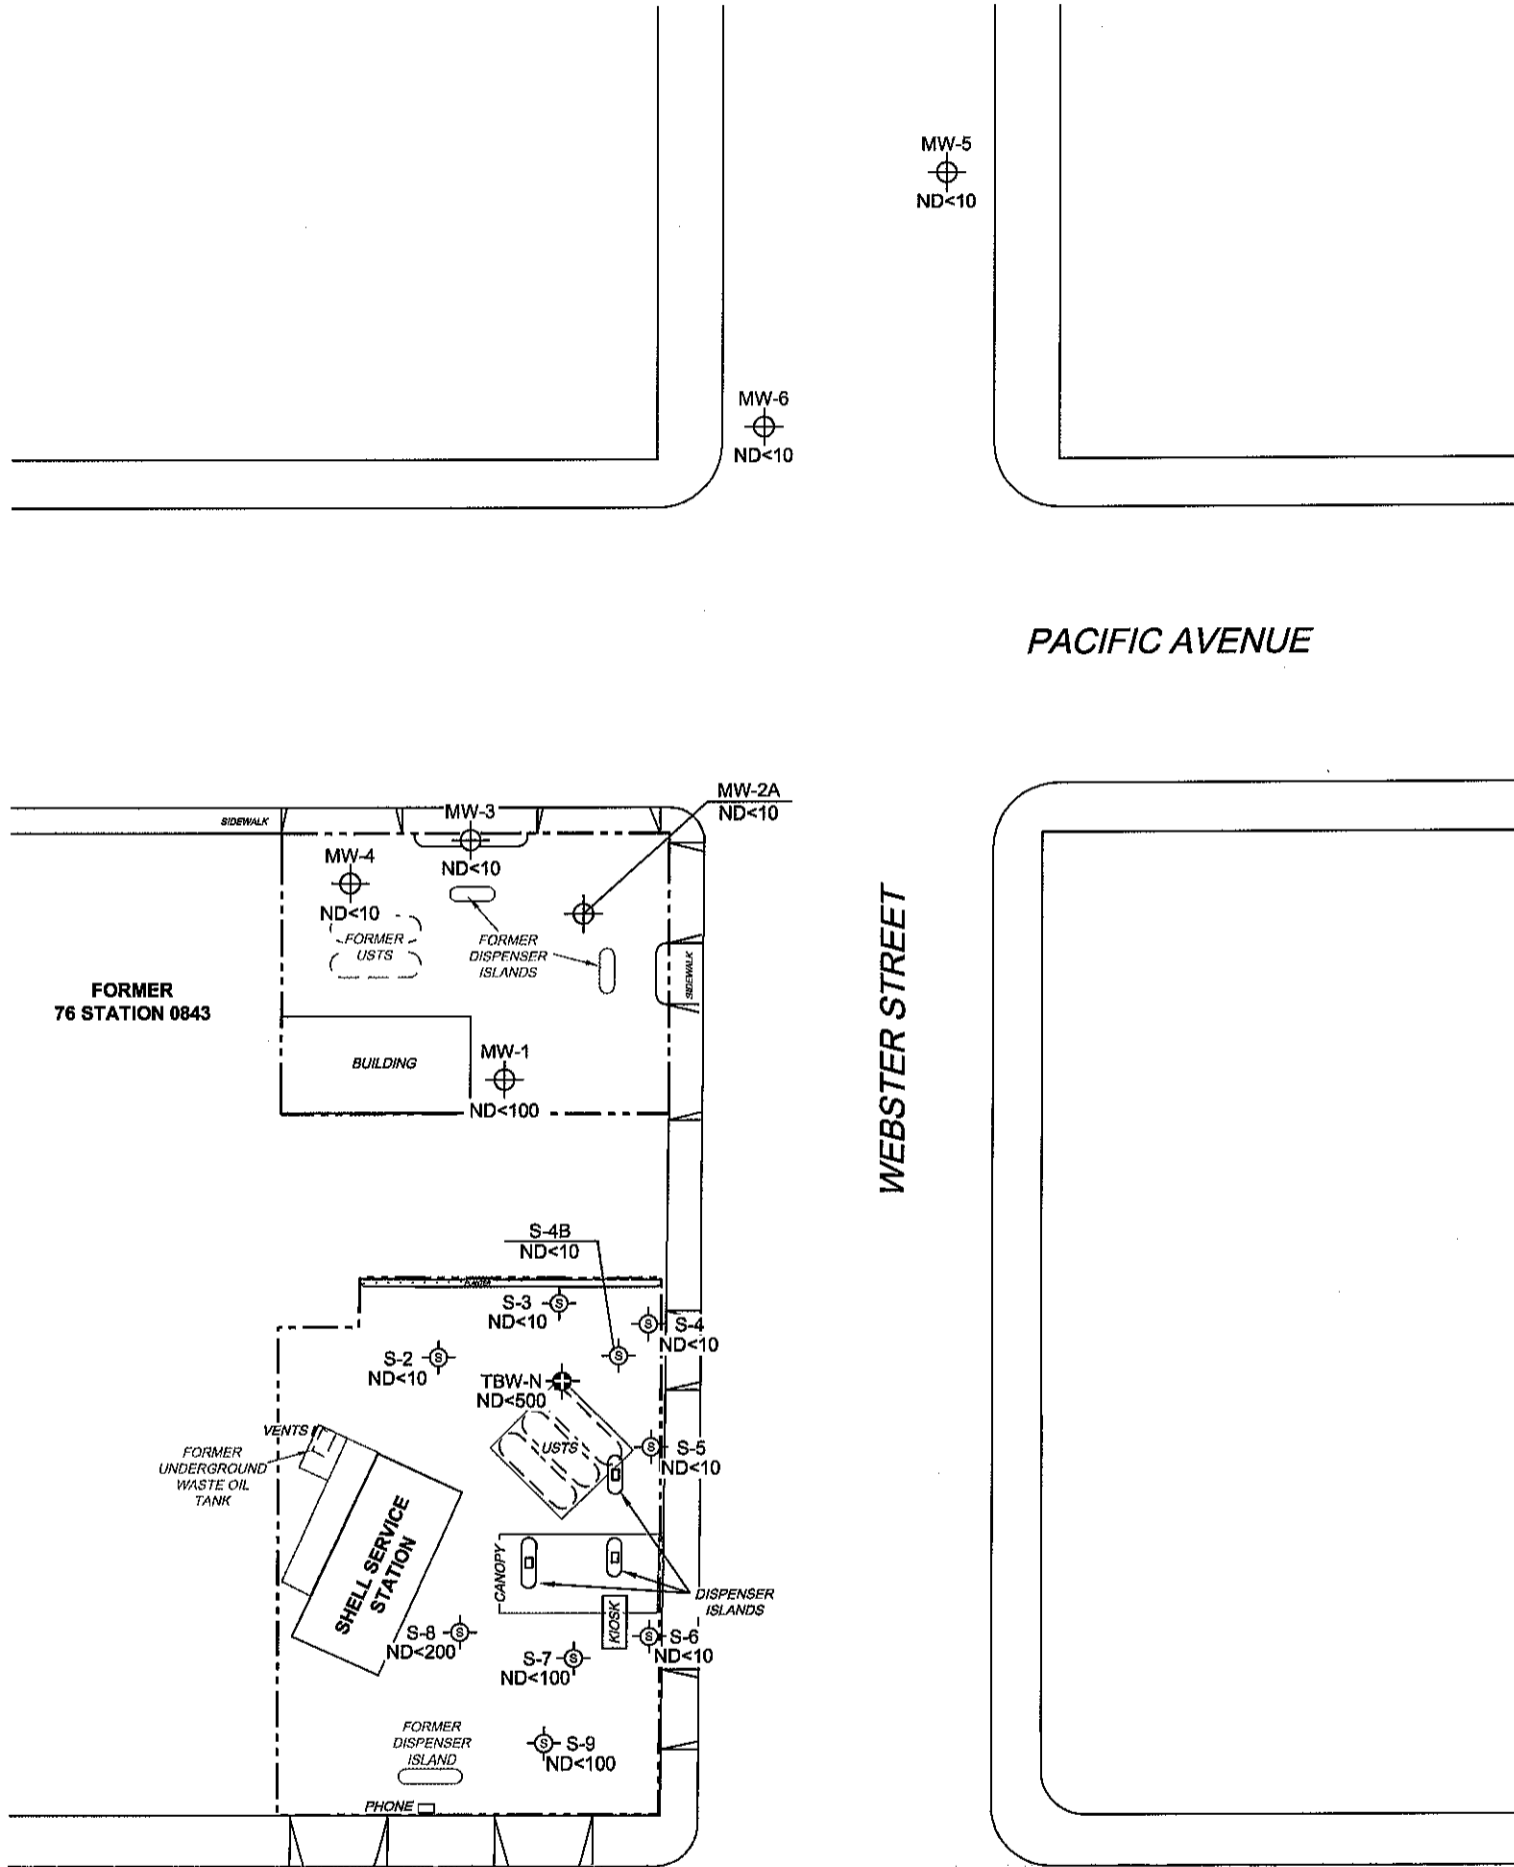 MW-5
ND<10
MW-6
ND<10
PACIFIC AVENUE
MW-2A
ND<10
SIDEWALK
MW-3
ND<10
MW-4
ND<10
FORMER
USTS
FORMER
DISPENSER
ISLANDS
SIDEWALK
FORMER
76 STATION 0843
BUILDING
MW-1
ND<100
WEBSTER STREET
S-4B
ND<10
PLANTER
S-3
ND<10
S
S
S-4
ND<10
S-2
ND<10
S
S
TBW-N
ND<500
USTS
S
S-5
ND<10
VENTS
FORMER
UNDERGROUND
WASTE OIL
TANK
SHELL SERVICE
STATION
CANOPY
DISPENSER
ISLANDS
KIOSK
S-8
ND<200
S
S-7
ND<100
S
S
S-6
ND<10
FORMER
DISPENSER
ISLAND
S
S-9
ND<100
PHONE